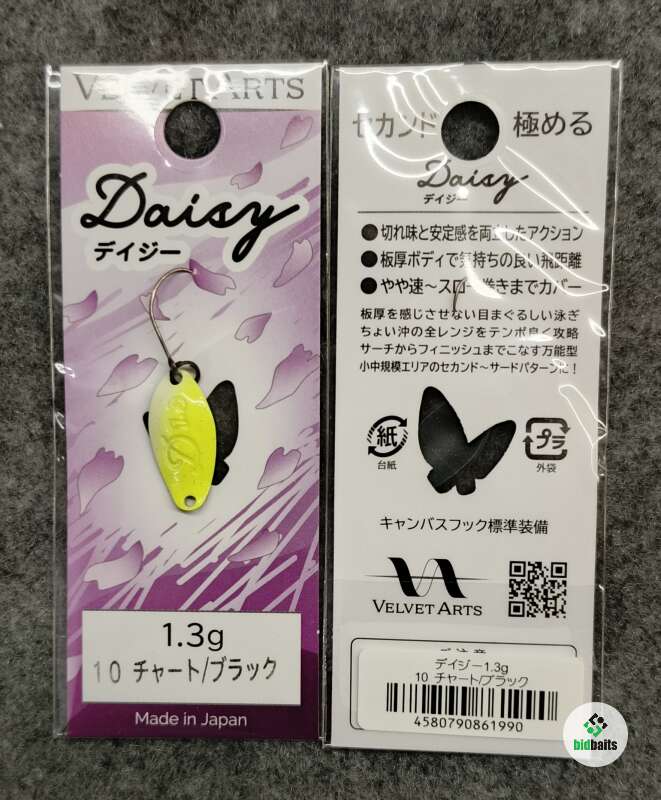 VELVET ARTS
Daisy
デイジー
1.3g
10 チャート/ブラック
Made in Japan
セカンド 極める
Daisy
デイジー
●切れ味と安定感を両立したアクション
●板厚ボディで気持ちの良い飛距離
●やや速～スロー巻きまでカバー
板厚を感じさせない目まぐるしい泳ぎ
ちょい沖の全レンジをテンポ良く攻略
サーチからフィニッシュまでこなす万能型
小中規模エリアのセカンド～サードパターンに！
紙
台紙
プラ
外袋
キャンバスフック標準装備
VELVET ARTS
デイジー1.3g
10 チャート/ブラック
4580790861990
bidbaits